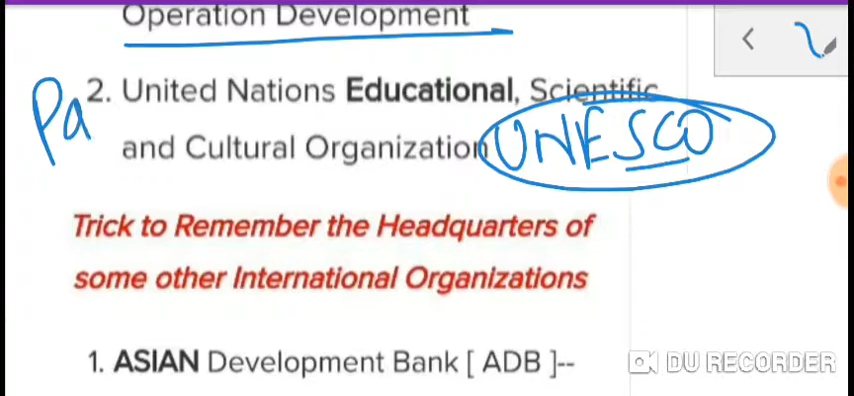 Operation Development
Pa
2. United Nations Educational, Scientific
and Cultural Organization UNESCO
Trick to Remember the Headquarters of
some other International Organizations
1. ASIAN Development Bank [ ADB ]--
DU RECORDER